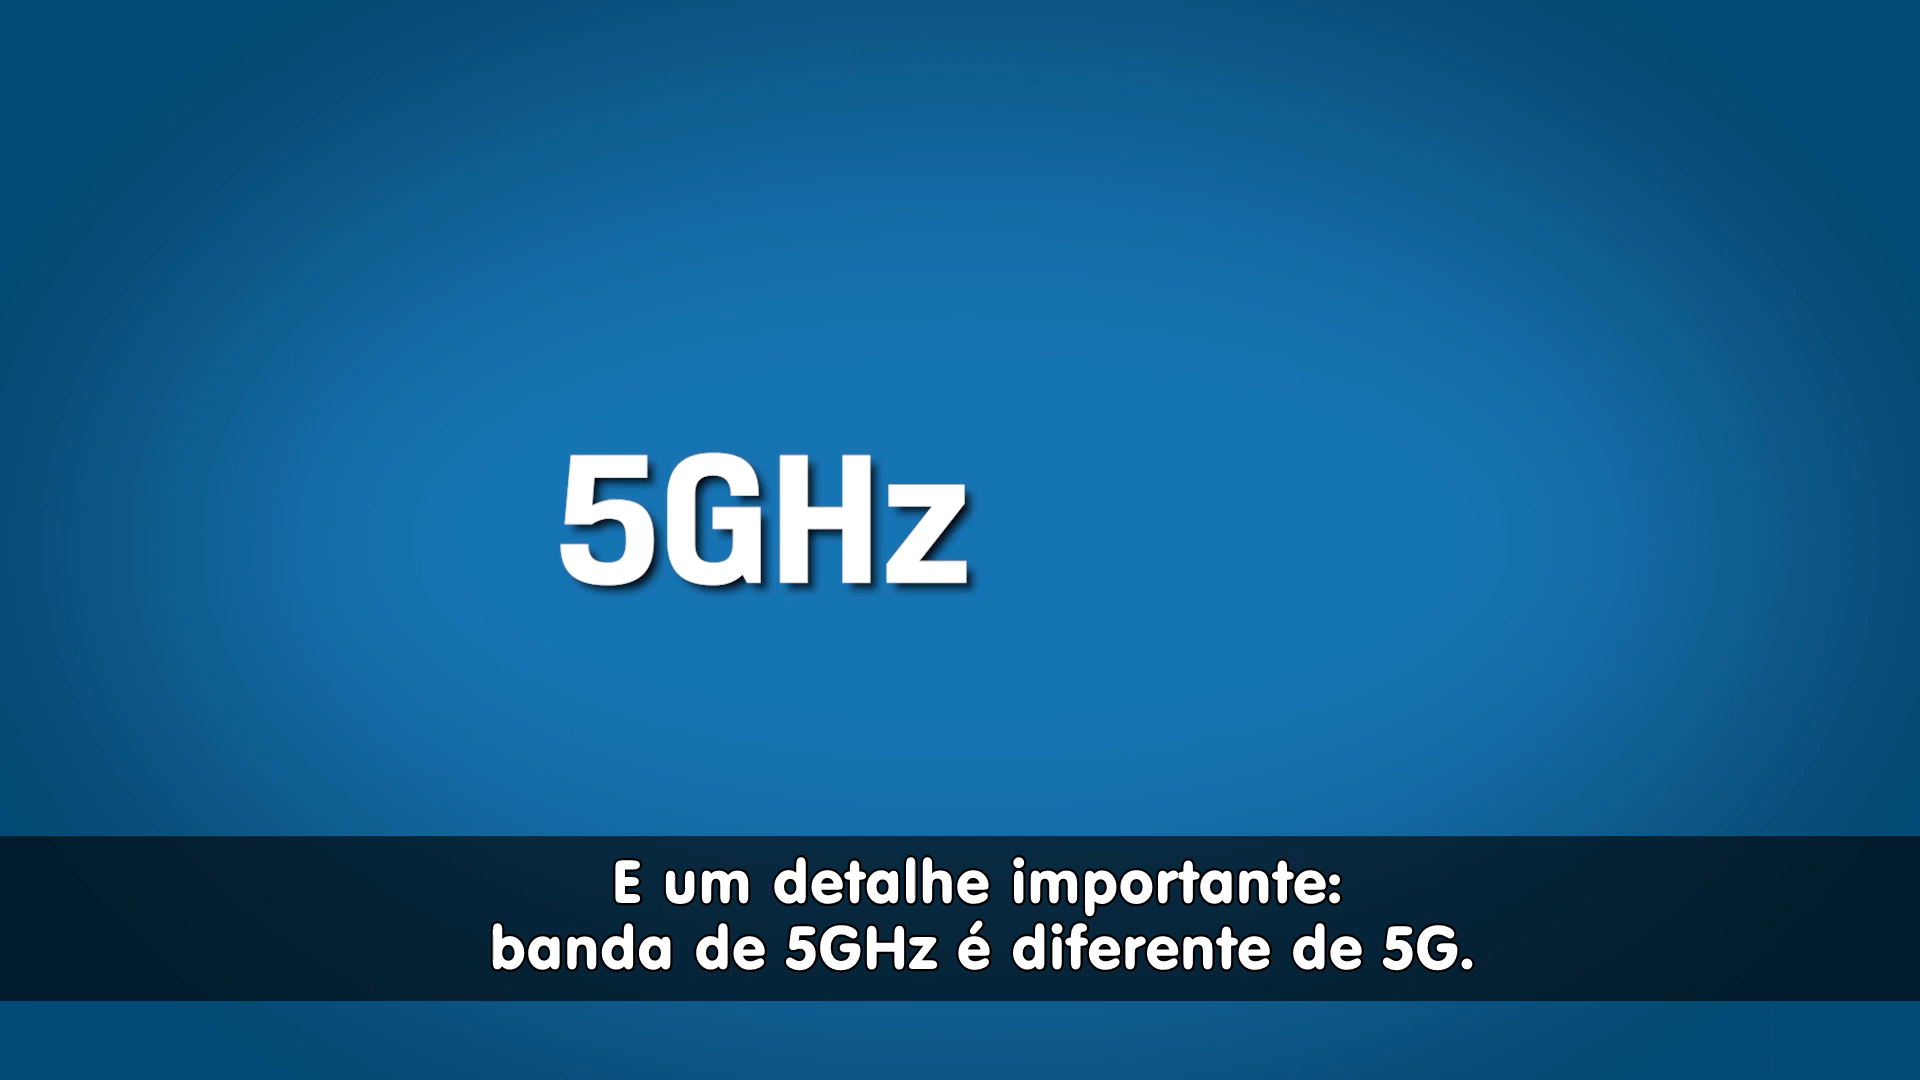 5GHz
E um detalhe importante:
banda de 5GHz é diferente de 5G.